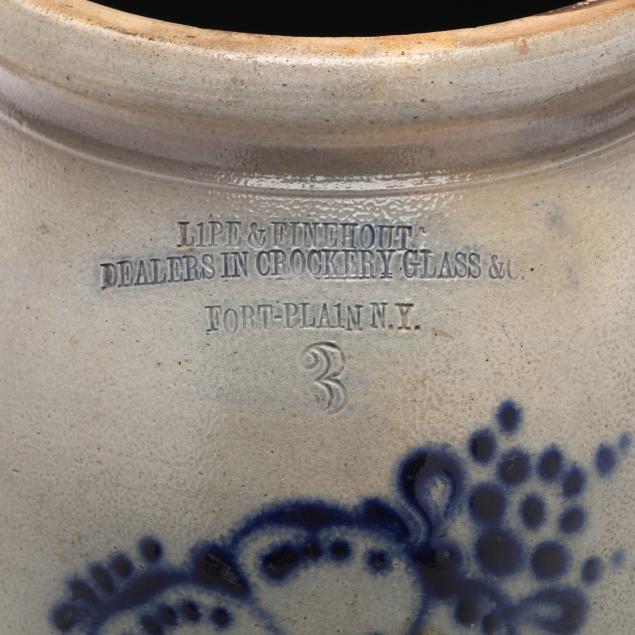 LIPE & FINEHOUT
DEALERS IN CROCKERY GLASS &C.
FORT-PLAIN N.Y.
3